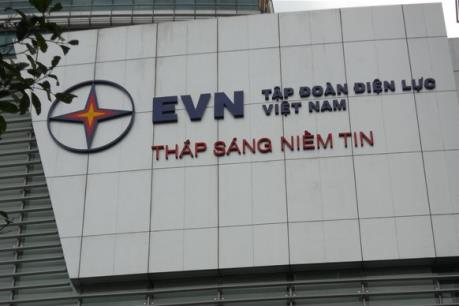 EVN TẬP ĐOÀN ĐIỆN LỰC
VIỆT NAM
THẮP SÁNG NIỀM TIN